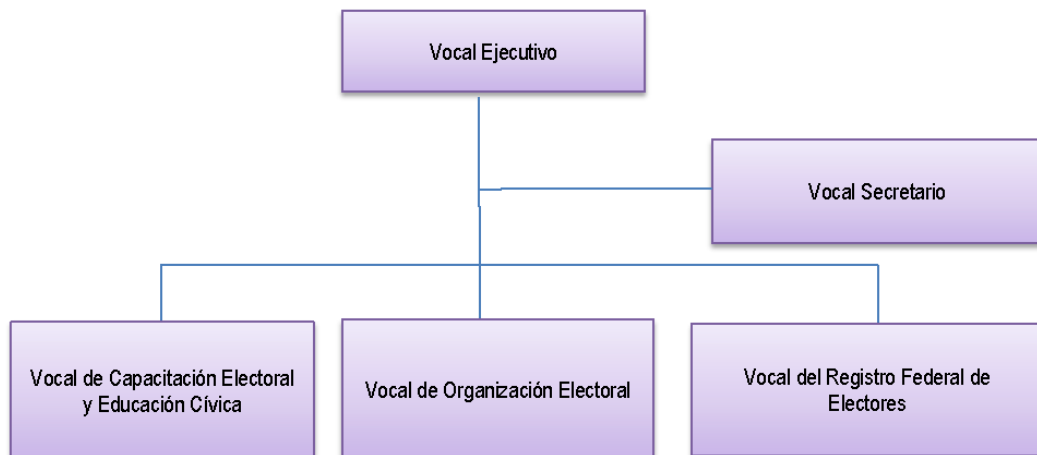 Vocal Ejecutivo
Vocal Secretario
Vocal de Capacitación Electoral
y Educación Cívica
Vocal de Organización Electoral
Vocal del Registro Federal de
Electores